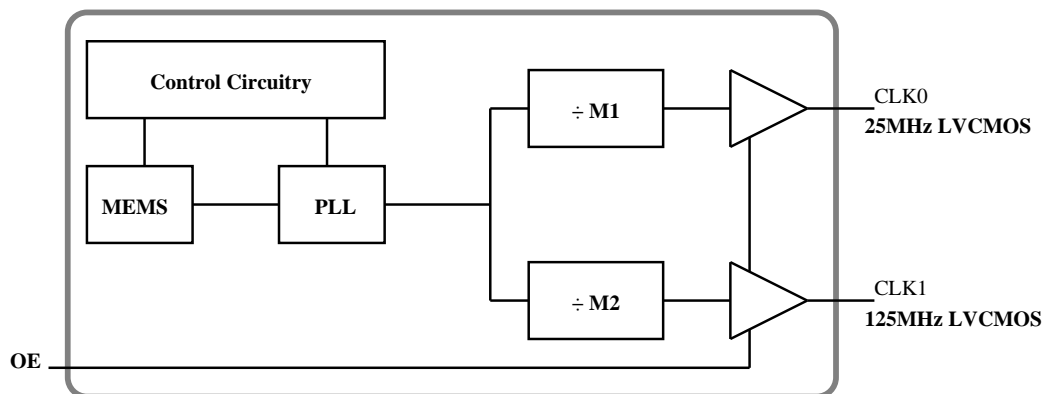 Control Circuitry
MEMS
PLL
÷ M1
÷ M2
CLK0
25MHz LVCMOS
CLK1
125MHz LVCMOS
OE